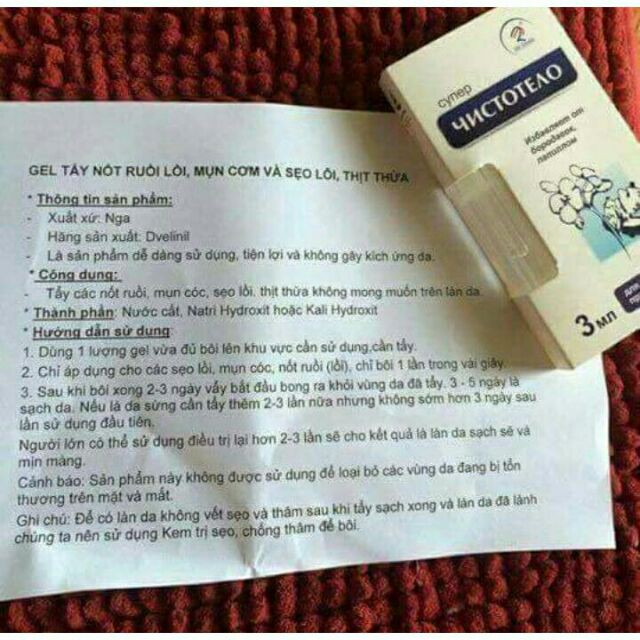 GEL TẨY NỐT RUỒI LỒI, MỤN CƠM VÀ SẸO LỒI, THỊT THỪA
* Thông tin sản phẩm:
- Xuất xứ: Nga
- Hãng sản xuất: Dvelinil
- Là sản phẩm dễ dàng sử dụng, tiện lợi và không gây kích ứng da.
* Công dụng:
- Tẩy các nốt ruồi, mụn cóc, sẹo lồi, thịt thừa không mong muốn trên làn da.
* Thành phần: Nước cất, Natri Hydroxit hoặc Kali Hydroxit
* Hướng dẫn sử dụng:
1. Dùng 1 lượng gel vừa đủ bôi lên khu vực cần sử dụng,cần tẩy.
2. Chỉ áp dụng cho các sẹo lồi, mụn cóc, nốt ruồi (lồi), chỉ bôi 1 lần trong vài giây.
3. Sau khi bôi xong 2-3 ngày vẩy bắt đầu bong ra khỏi vùng da đã tẩy. 3 - 5 ngày là
sạch da. Nếu là da sừng cần tẩy thêm 2-3 lần nữa nhưng không sớm hơn 3 ngày sau
lần sử dụng đầu tiên.
Người lớn có thể sử dụng điều trị lại hơn 2-3 lần sẽ cho kết quả là làn da sạch sẽ và
mịn màng.
Cảnh báo: Sản phẩm này không được sử dụng để loại bỏ các vùng da đang bị tổn
thương trên mặt và mắt.
Ghi chú: Để có làn da không vết sẹo và thâm sau khi tẩy sạch xong và làn da đã lành
chúng ta nên sử dụng Kem trị sẹo, chống thâm để bôi.
супер
ЧИСТОТЕЛО
Избавляет от
бородавок,
папиллом
3 мл